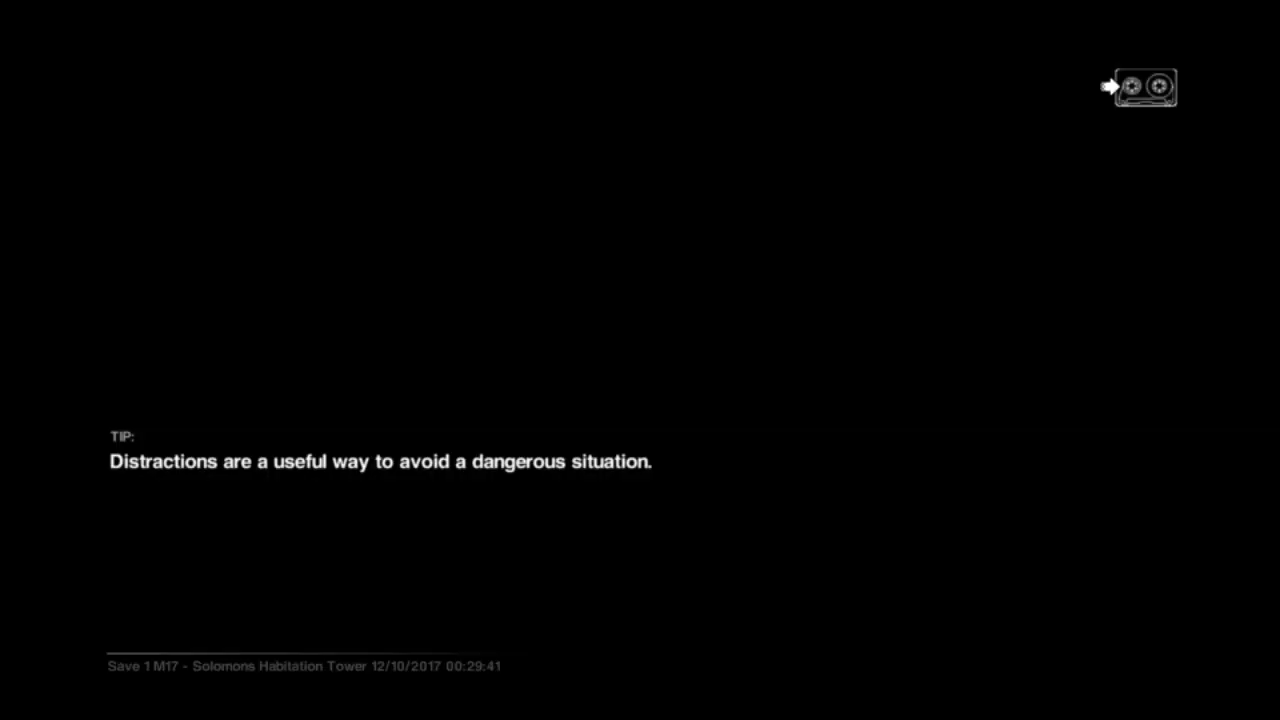 TIP:
Distractions are a useful way to avoid a dangerous situation.
Save 1 M17 - Solomons Habitation Tower 12/10/2017 00:29:41